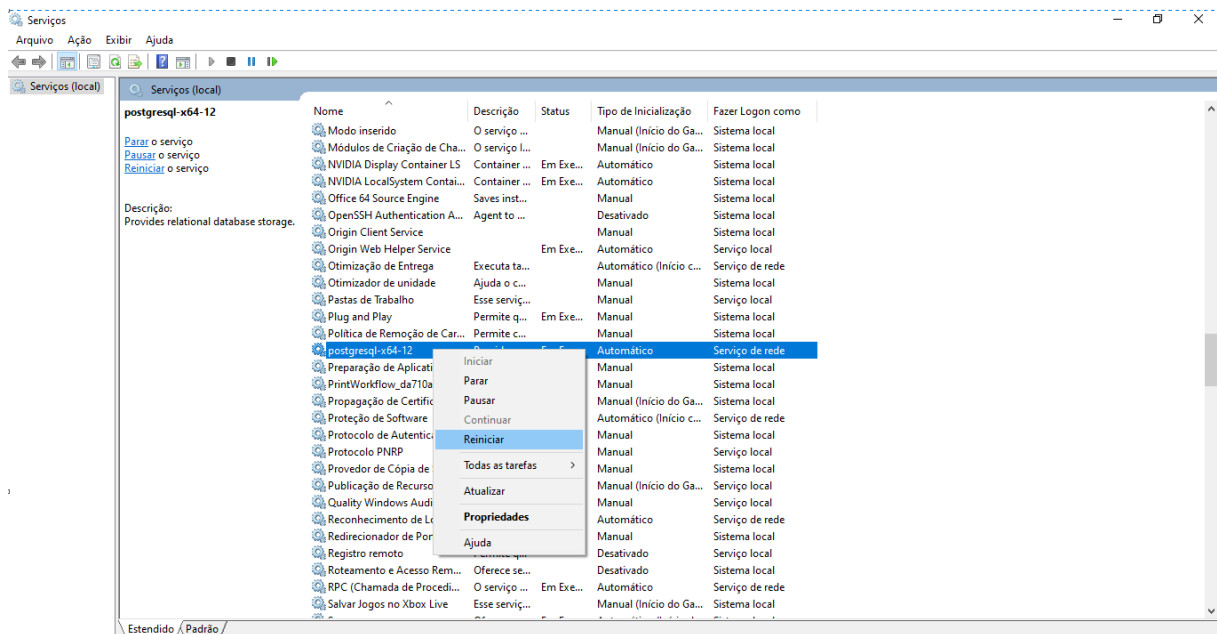 Serviços
Arquivo Ação Exibir Ajuda
Serviços (local)
Serviços (local)
postgresql-x64-12
Parar o serviço
Pausar o serviço
Reiniciar o serviço
Descrição:
Provides relational database storage.
Nome Descrição Status Tipo de Inicialização Fazer Logon como
Modo inserido O serviço ... Manual (Início do Ga... Sistema local
Módulos de Criação de Cha... O serviço l... Manual (Início do Ga... Sistema local
NVIDIA Display Container LS Container ... Em Exe... Automático Sistema local
NVIDIA LocalSystem Contai... Container ... Em Exe... Automático Sistema local
Office 64 Source Engine Saves inst... Manual Sistema local
OpenSSH Authentication A... Agent to ... Desativado Sistema local
Origin Client Service Manual Sistema local
Origin Web Helper Service Em Exe... Automático Serviço local
Otimização de Entrega Executa ta... Automático (Início c... Serviço de rede
Otimizador de unidade Ajuda o c... Manual Sistema local
Pastas de Trabalho Esse serviç... Manual Serviço local
Plug and Play Permite q... Em Exe... Manual Sistema local
Política de Remoção de Car... Permite c... Manual Sistema local
postgresql-x64-12 Automático Serviço de rede
Preparação de Aplicati Manual Sistema local
PrintWorkflow_da710a Manual Sistema local
Propagação de Certific Manual (Início do Ga... Sistema local
Proteção de Software Automático (Início c... Serviço de rede
Protocolo de Autentic Manual Sistema local
Protocolo PNRP Manual Serviço local
Provedor de Cópia de Manual Sistema local
Publicação de Recurso Manual (Início do Ga... Serviço local
Quality Windows Audi Manual Serviço local
Reconhecimento de Lo Automático Serviço de rede
Redirecionador de Por Manual Sistema local
Registro remoto Desativado Serviço local
Roteamento e Acesso Rem... Oferece se... Desativado Sistema local
RPC (Chamada de Procedi... O serviço ... Em Exe... Automático Serviço de rede
Salvar Jogos no Xbox Live Esse serviç... Manual (Início do Ga... Sistema local
Iniciar
Parar
Pausar
Continuar
Reiniciar
Todas as tarefas
Atualizar
Propriedades
Ajuda
Estendido Padrão